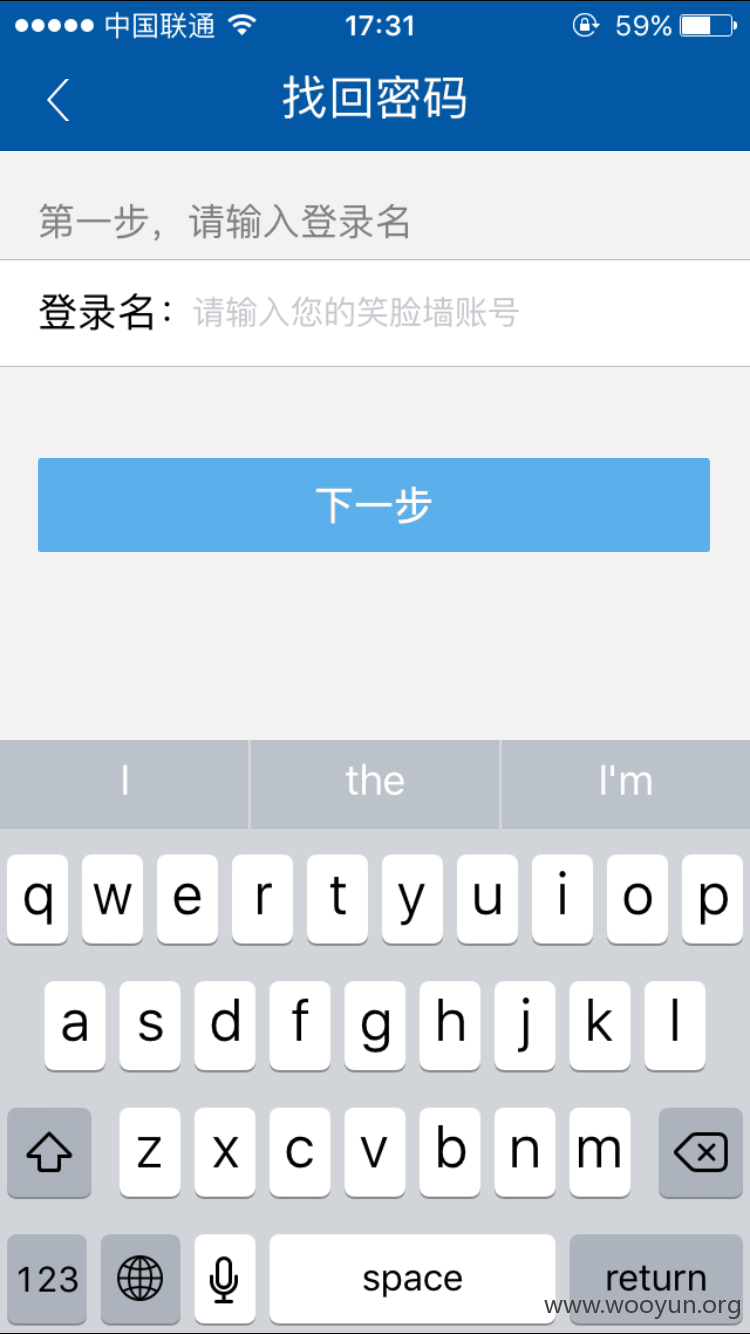 中国联通 17:31 59%
找回密码
第一步，请输入登录名
登录名：请输入您的笑脸墙账号
下一步
I the I'm
q w e r t y u i o p
a s d f g h j k l
z x c v b n m
123 space return
www.wooyun.org